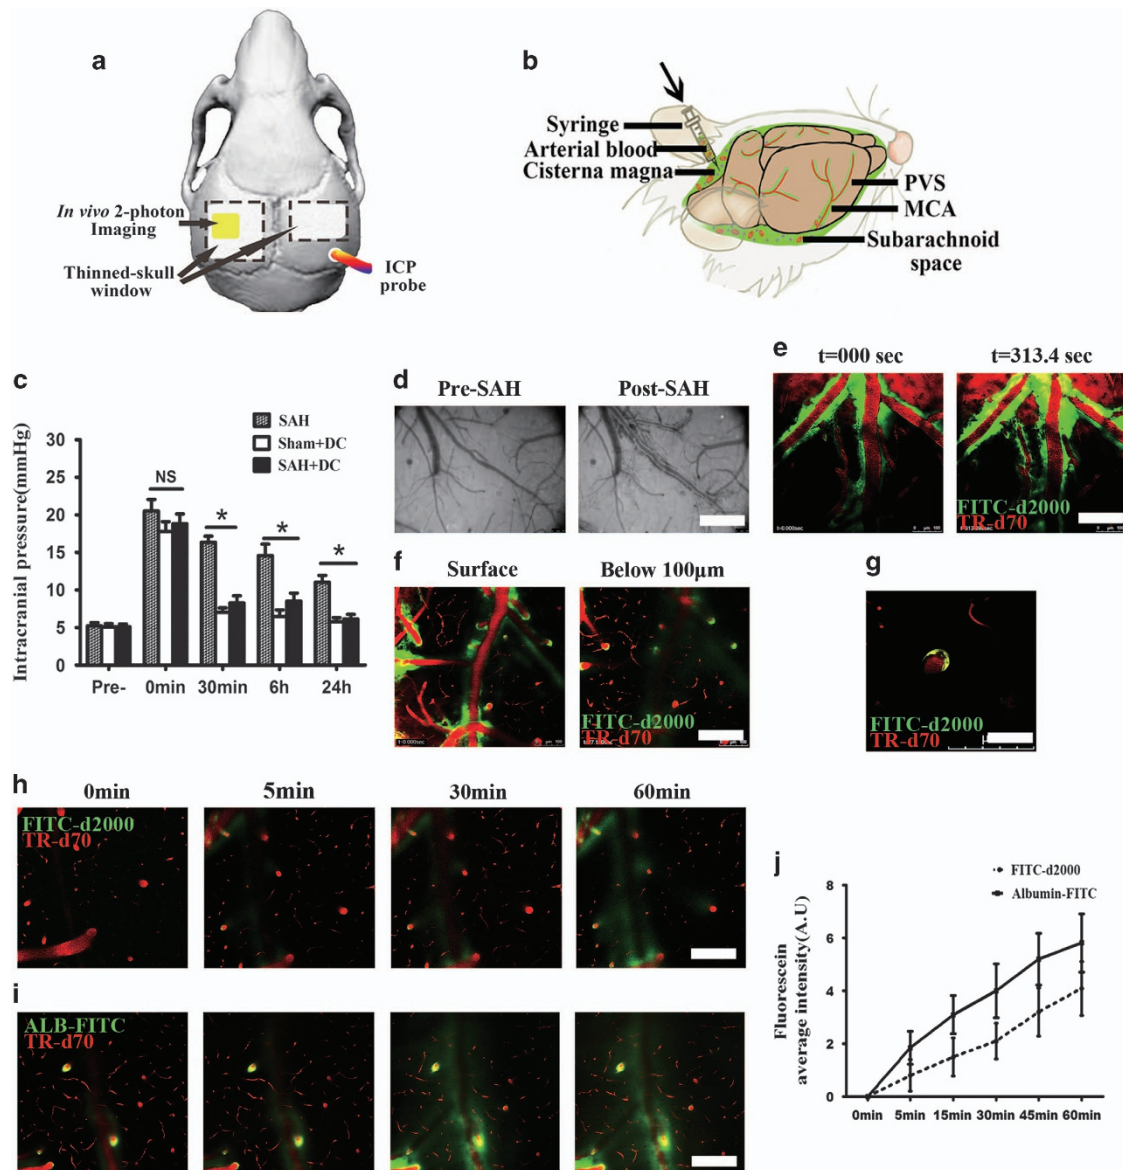 a
In vivo 2-photon
Imaging
Thinned-skull
window
ICP
probe
b
Syringe
Arterial blood
Cisterna magna
PVS
MCA
Subarachnoid
space
c
Intracranial pressure(mmHg)
30
25
20
15
10
5
0
SAH
Sham+DC
SAH+DC
NS
*
*
*
Pre-
0min
30min
6h
24h
d
Pre-SAH
Post-SAH
e
t=000 sec
t=313.4 sec
FITC-d2000
TR-d70
f
Surface
Below 100µm
FITC-d2000
TR-d70
g
FITC-d2000
TR-d70
h
0min
5min
30min
60min
FITC-d2000
TR-d70
i
ALB-FITC
TR-d70
j
FITC-d2000
Albumin-FITC
Fluorescein
average intensity(A.U)
8
6
4
2
0
0min
5min
15min
30min
45min
60min